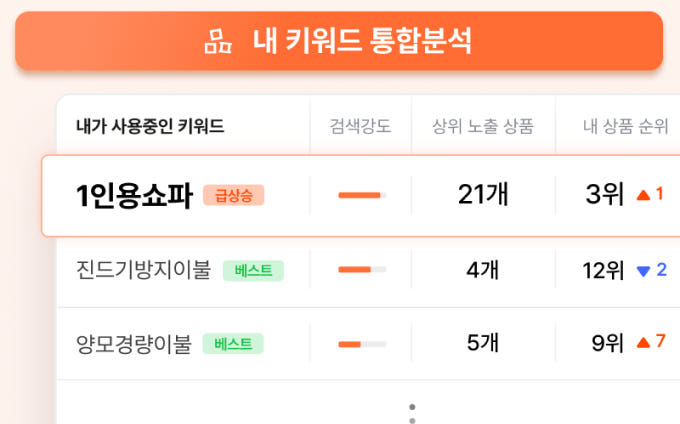 내 키워드 통합분석
내가 사용중인 키워드 검색강도 상위 노출 상품 내 상품 순위
1인용쇼파 급상승 21개 3위 ▲ 1
진드기방지이불 베스트 4개 12위 ▼ 2
양모경량이불 베스트 5개 9위 ▲ 7